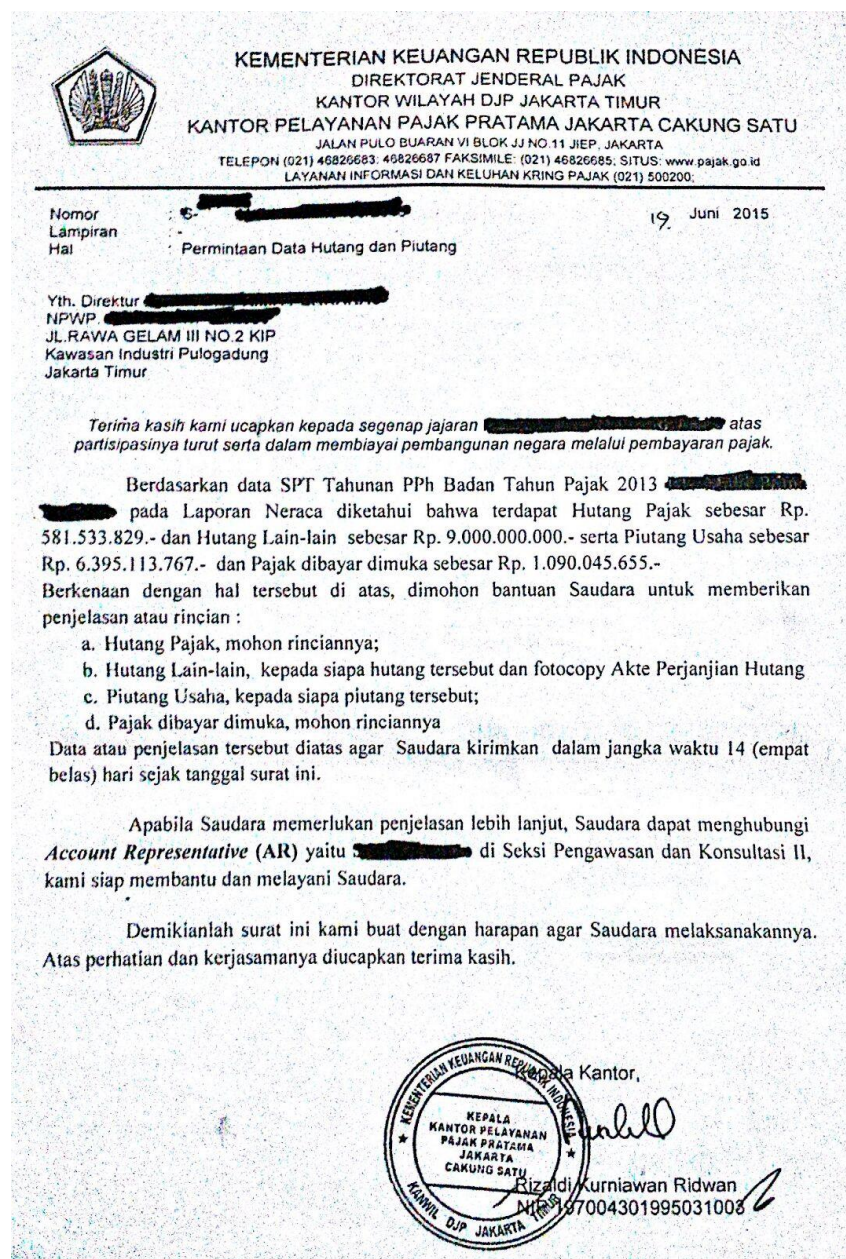 KEMENTERIAN KEUANGAN REPUBLIK INDONESIA
DIREKTORAT JENDERAL PAJAK
KANTOR WILAYAH DJP JAKARTA TIMUR
KANTOR PELAYANAN PAJAK PRATAMA JAKARTA CAKUNG SATU
JALAN PULO BUARAN VI BLOK JJ NO.11 JIEP, JAKARTA
TELEPON (021) 46826683; 46826687 FAKSIMILE: (021) 46826685; SITUS: www.pajak.go.id
LAYANAN INFORMASI DAN KELUHAN KRING PAJAK (021) 500200;
Nomor : S-
19. Juni 2015
Lampiran : -
Hal : Permintaan Data Hutang dan Piutang
Yth. Direktur
NPWP.
JL.RAWA GELAM III NO.2 KIP
Kawasan Industri Pulogadung
Jakarta Timur
Terima kasih kami ucapkan kepada segenap jajaran atas
partisipasinya turut serta dalam membiayai pembangunan negara melalui pembayaran pajak.
Berdasarkan data SPT Tahunan PPh Badan Tahun Pajak 2013
pada Laporan Neraca diketahui bahwa terdapat Hutang Pajak sebesar Rp.
581.533.829.- dan Hutang Lain-lain sebesar Rp. 9.000.000.000.- serta Piutang Usaha sebesar
Rp. 6.395.113.767.- dan Pajak dibayar dimuka sebesar Rp. 1.090.045.655.-
Berkenaan dengan hal tersebut di atas, dimohon bantuan Saudara untuk memberikan
penjelasan atau rincian :
a. Hutang Pajak, mohon rinciannya;
b. Hutang Lain-lain, kepada siapa hutang tersebut dan fotocopy Akte Perjanjian Hutang
c. Piutang Usaha, kepada siapa piutang tersebut;
d. Pajak dibayar dimuka, mohon rinciannya
Data atau penjelasan tersebut diatas agar Saudara kirimkan dalam jangka waktu 14 (empat
belas) hari sejak tanggal surat ini.
Apabila Saudara memerlukan penjelasan lebih lanjut, Saudara dapat menghubungi
Account Representative (AR) yaitu di Seksi Pengawasan dan Konsultasi II,
kami siap membantu dan melayani Saudara.
Demikianlah surat ini kami buat dengan harapan agar Saudara melaksanakannya.
Atas perhatian dan kerjasamanya diucapkan terima kasih.
Kepala Kantor,
KEMENTERIAN KEUANGAN REPUBLIK INDONESIA
KEPALA
KANTOR PELAYANAN
PAJAK PRATAMA
JAKARTA
CAKUNG SATU
KANWIL DJP JAKARTA TIMUR
Rizaldi Kurniawan Ridwan
NIP 197004301995031003